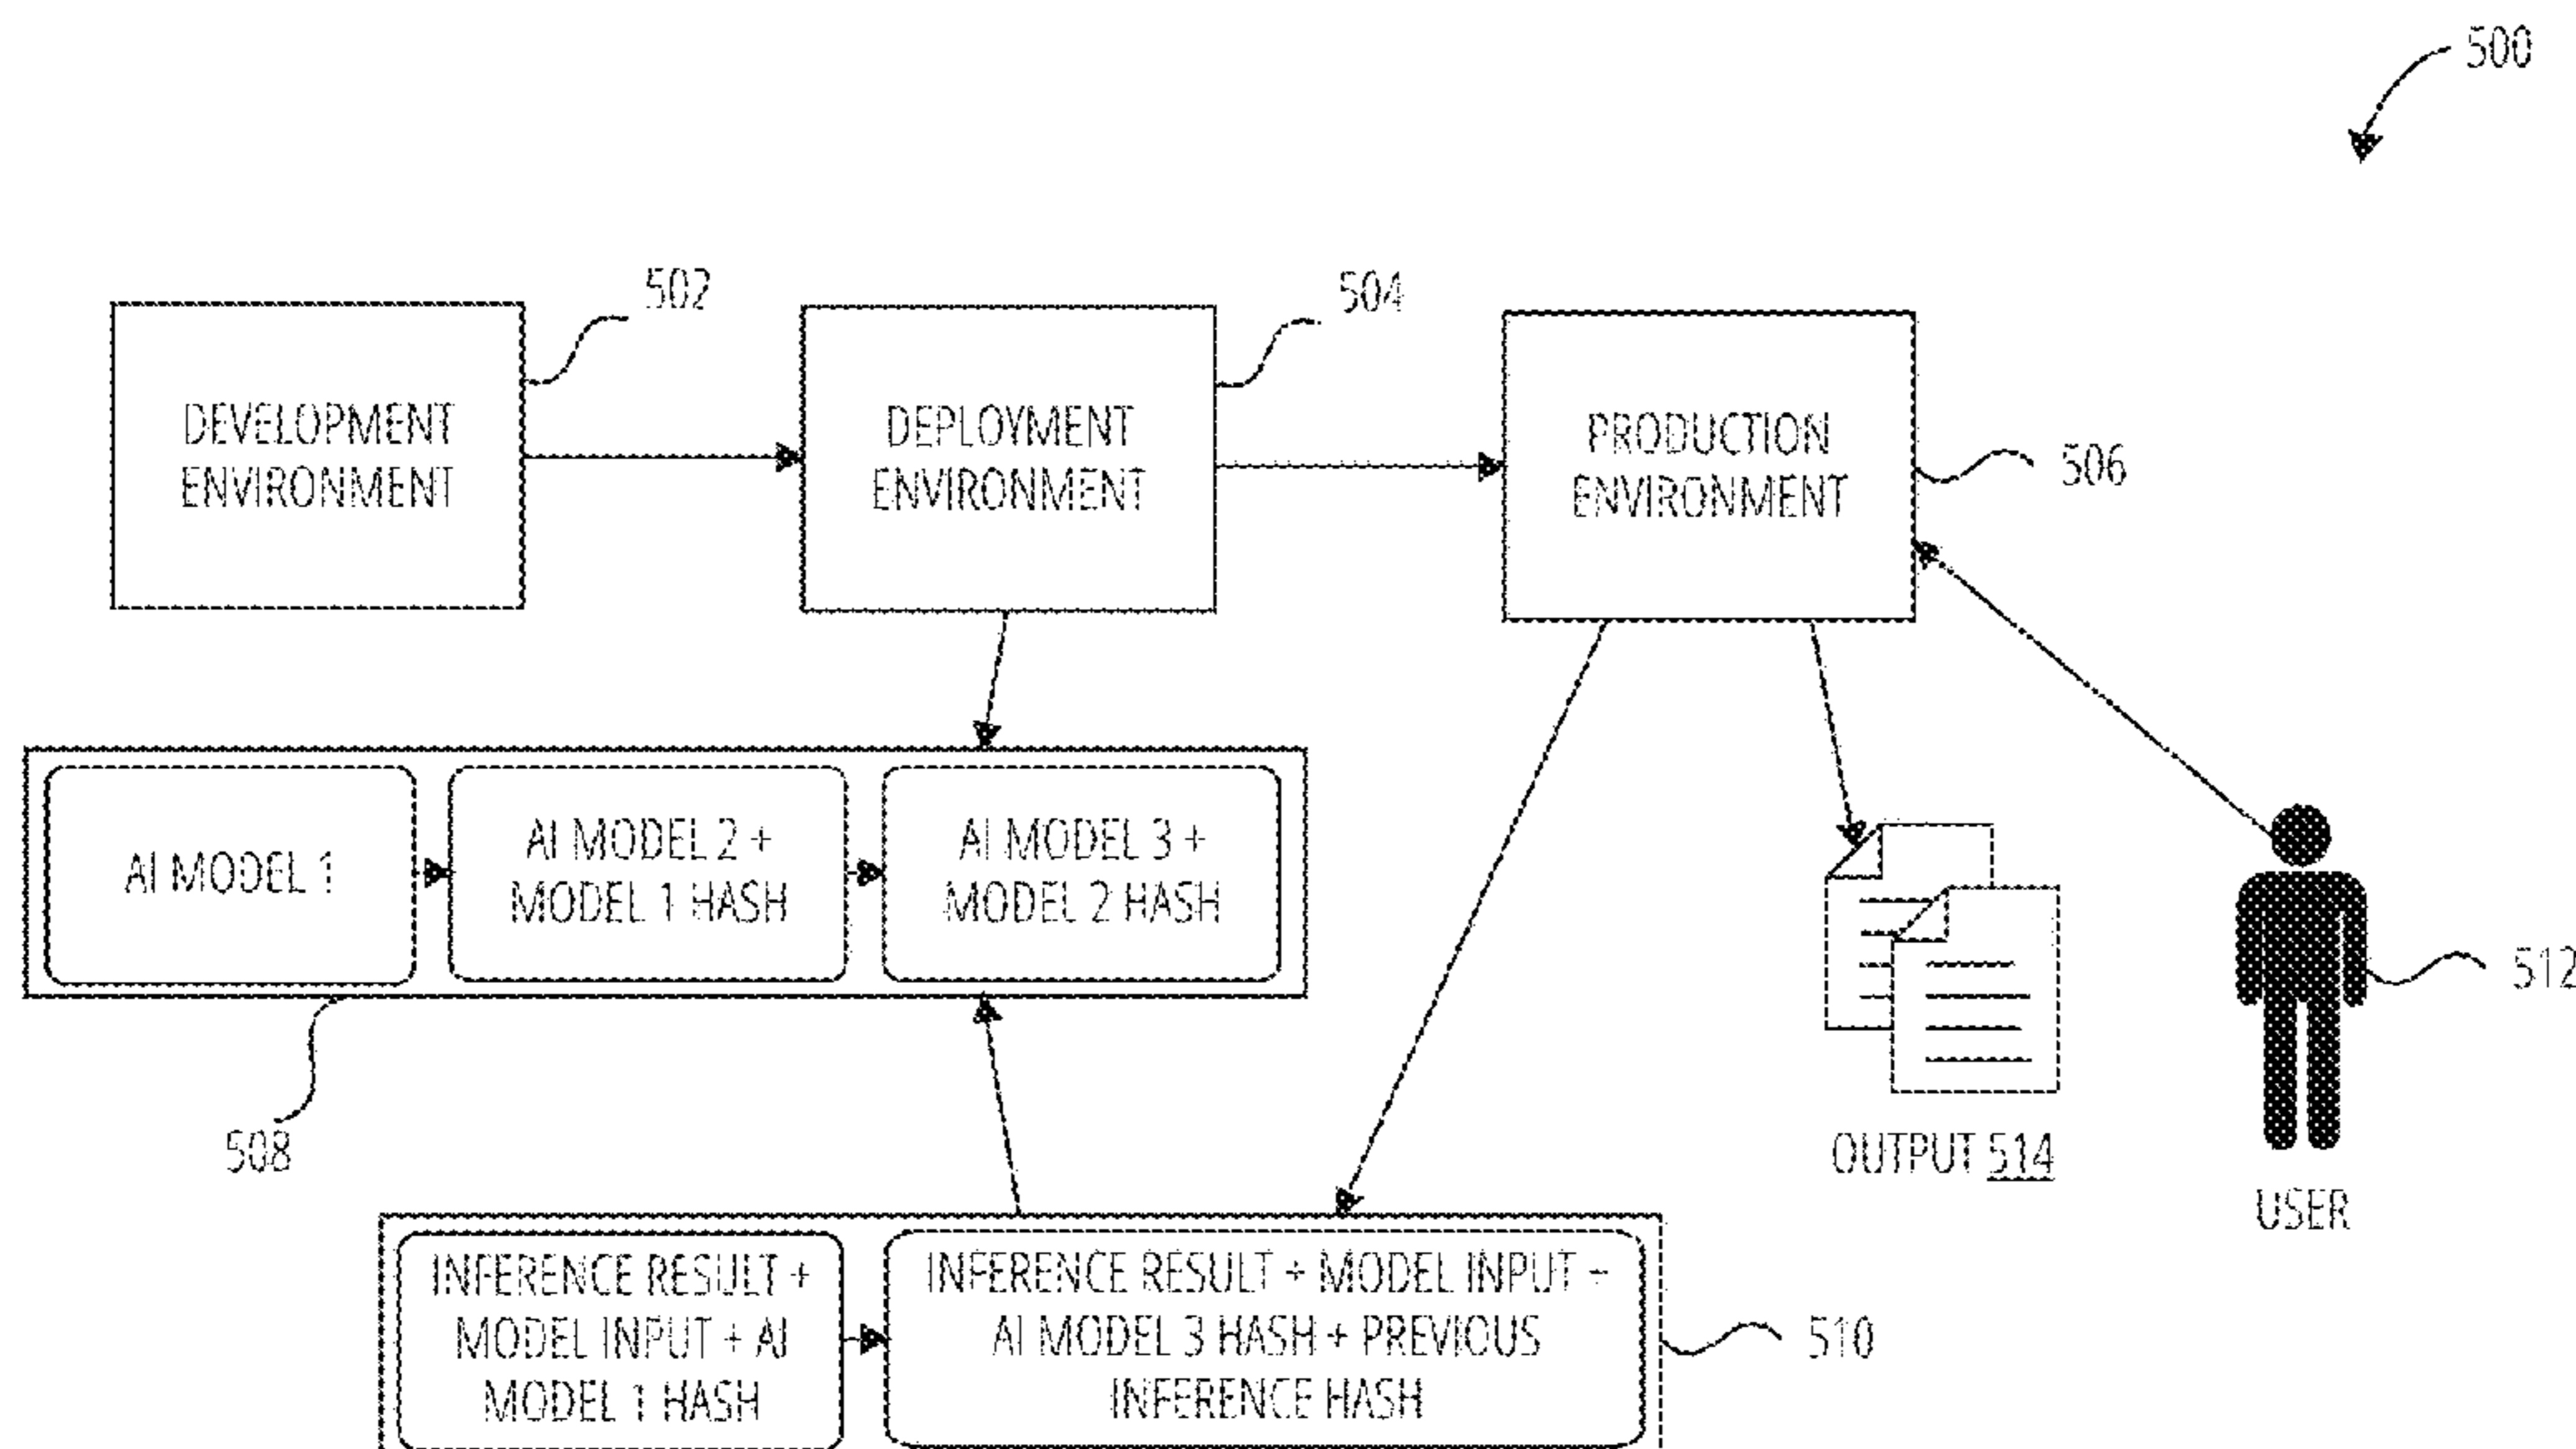 500
502
504
DEVELOPMENT
ENVIRONMENT
DEPLOYMENT
ENVIRONMENT
PRODUCTION
ENVIRONMENT
506
AI MODEL 1
AI MODEL 2 +
MODEL 1 HASH
AI MODEL 3 +
MODEL 2 HASH
512
508
OUTPUT 514
USER
INFERENCE RESULT +
MODEL INPUT + AI
MODEL 1 HASH
INFERENCE RESULT + MODEL INPUT +
AI MODEL 3 HASH + PREVIOUS
INFERENCE HASH
510